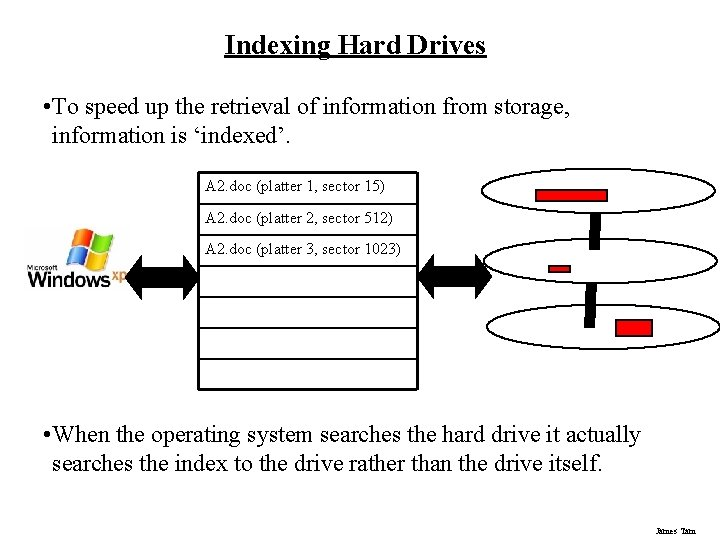 Indexing Hard Drives
•To speed up the retrieval of information from storage,
information is ‘indexed’.
A2.doc (platter 1, sector 15)
A2.doc (platter 2, sector 512)
A2.doc (platter 3, sector 1023)
Microsoft
Windows xp
•When the operating system searches the hard drive it actually
searches the index to the drive rather than the drive itself.
James Tam